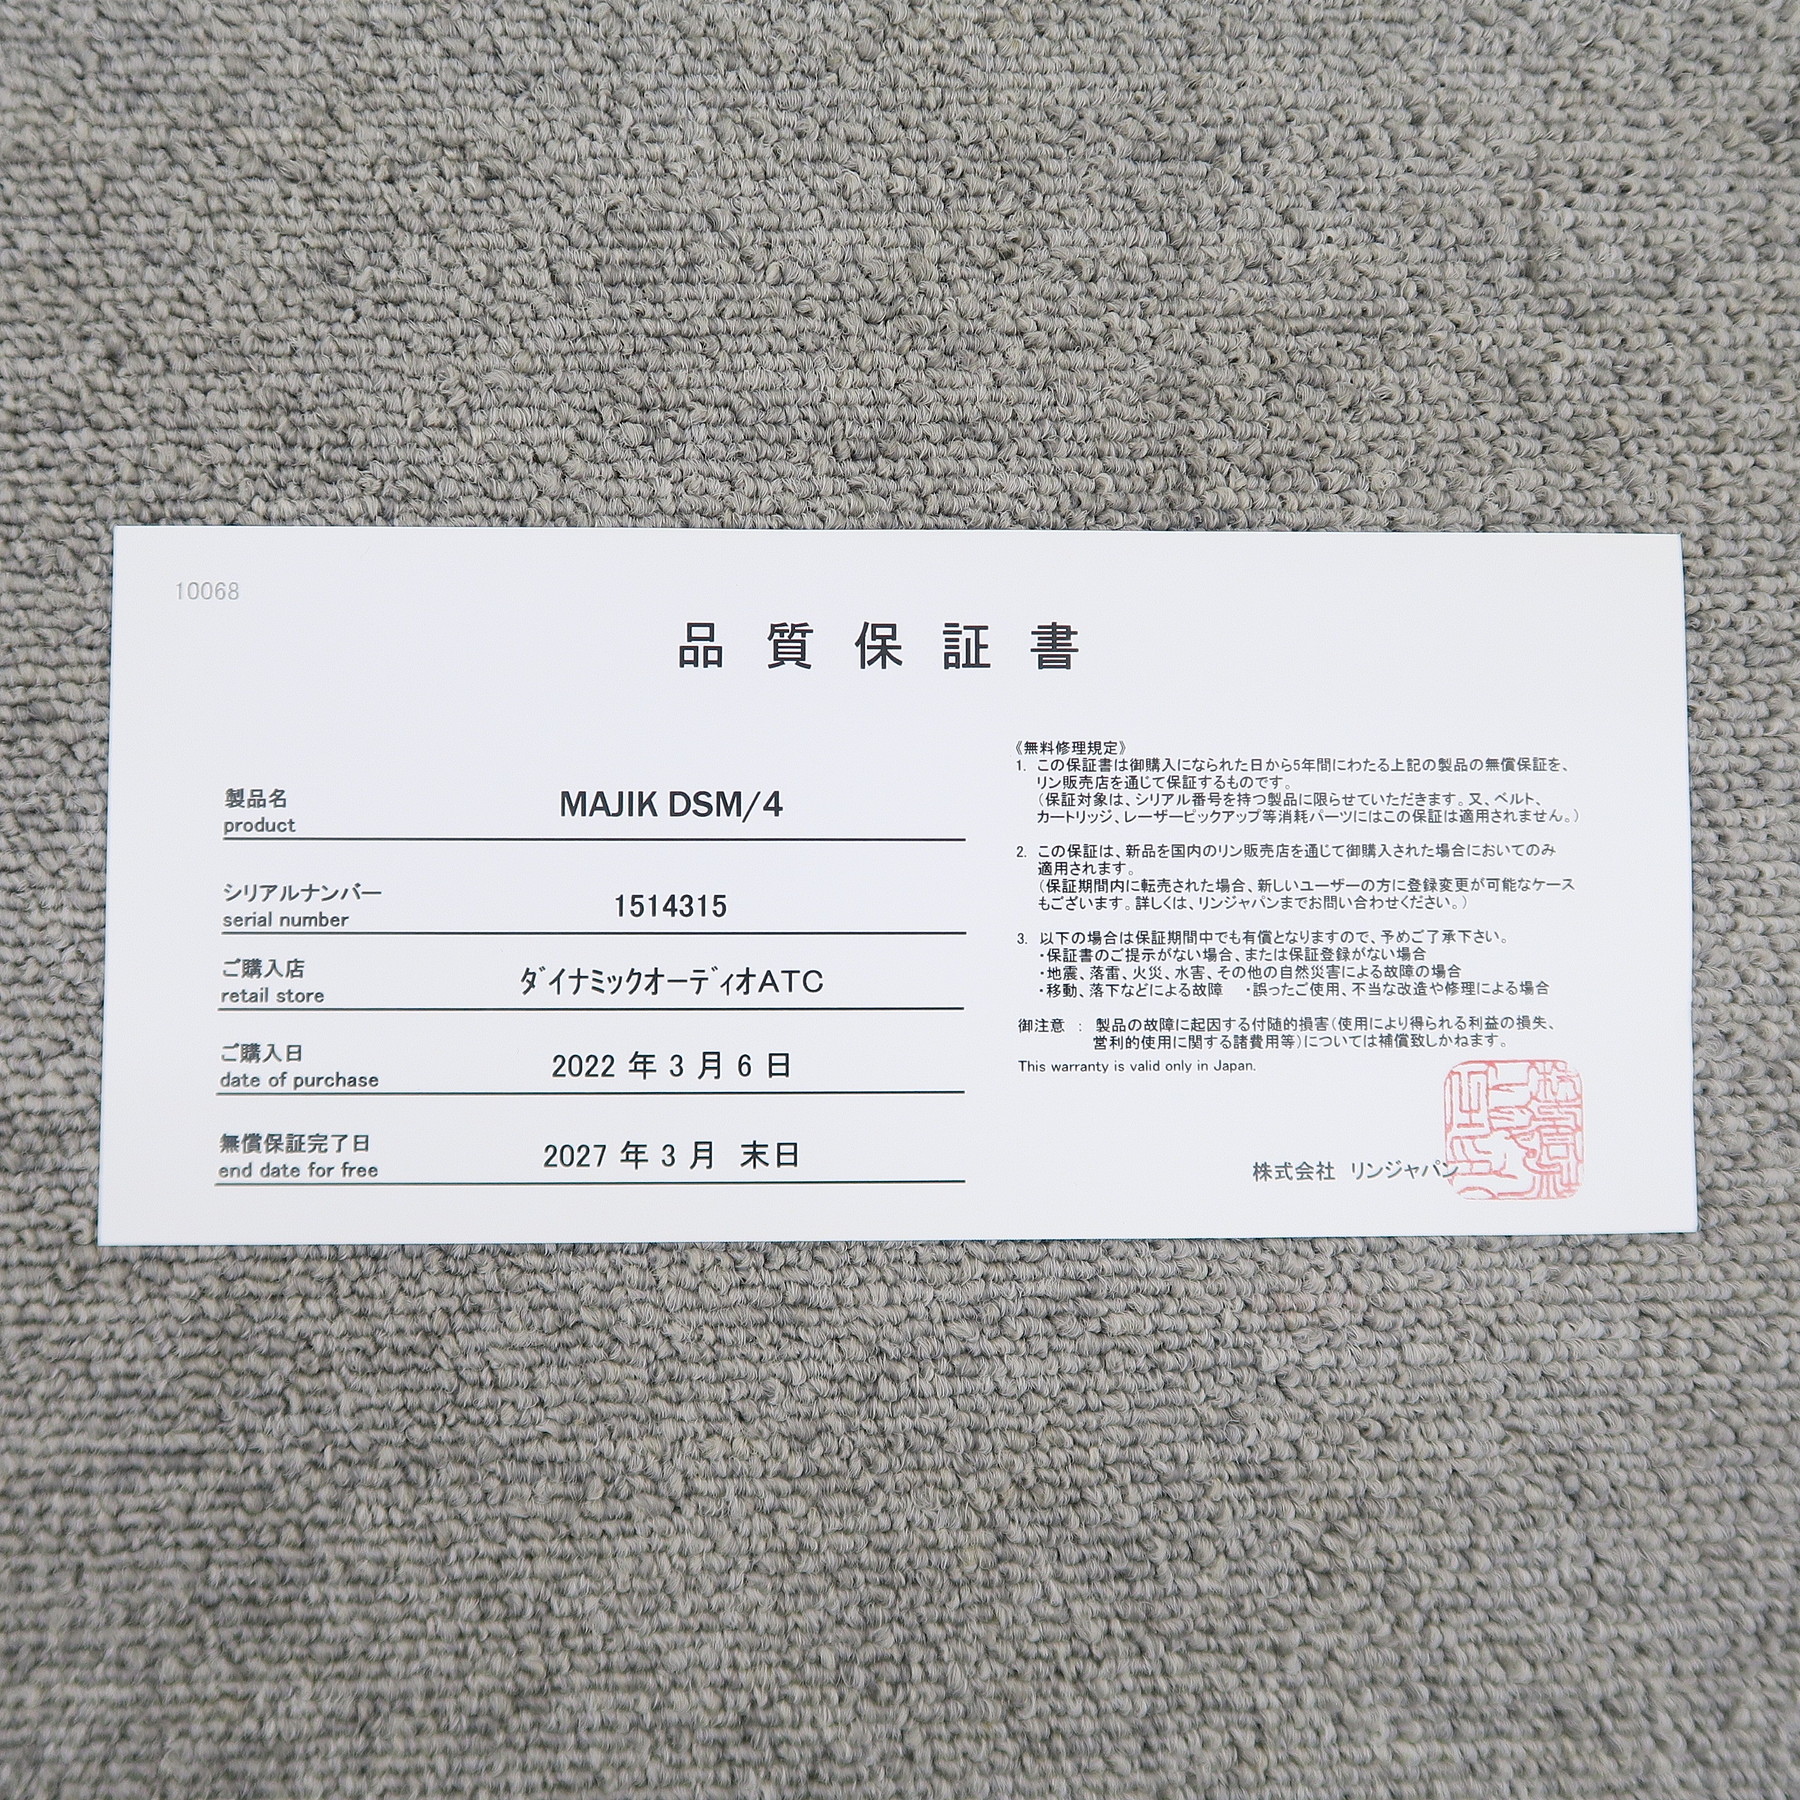 10068
品質保証書
製品名
product
MAJIK DSM/4
シリアルナンバー
serial number
1514315
ご購入店
retail store
ダイナミックオーディオATC
ご購入日
date of purchase
2022 年 3 月 6 日
無償保証完了日
end date for free
2027 年 3 月 末日
《無料修理規定》
1. この保証書は御購入になられた日から5年間にわたる上記の製品の無償保証を、
リン販売店を通じて保証するものです。
(保証対象は、シリアル番号を持つ製品に限らせていただきます。又、ベルト、
カートリッジ、レーザーピックアップ等消耗パーツにはこの保証は適用されません。)
2. この保証は、新品を国内のリン販売店を通じて御購入された場合においてのみ
適用されます。
(保証期間内に転売された場合、新しいユーザーの方に登録変更が可能なケース
もございます。詳しくは、リンジャパンまでお問い合わせください。)
3. 以下の場合は保証期間中でも有償となりますので、予めご了承下さい。
・保証書のご提示がない場合、または保証登録がない場合
・地震、落雷、火災、水害、その他の自然災害による故障の場合
・移動、落下などによる故障 ・誤ったご使用、不当な改造や修理による場合
御注意 : 製品の故障に起因する付随的損害(使用により得られる利益の損失、
営利的使用に関する諸費用等)については補償致しかねます。
This warranty is valid only in Japan.
株式会社 リンジャパン